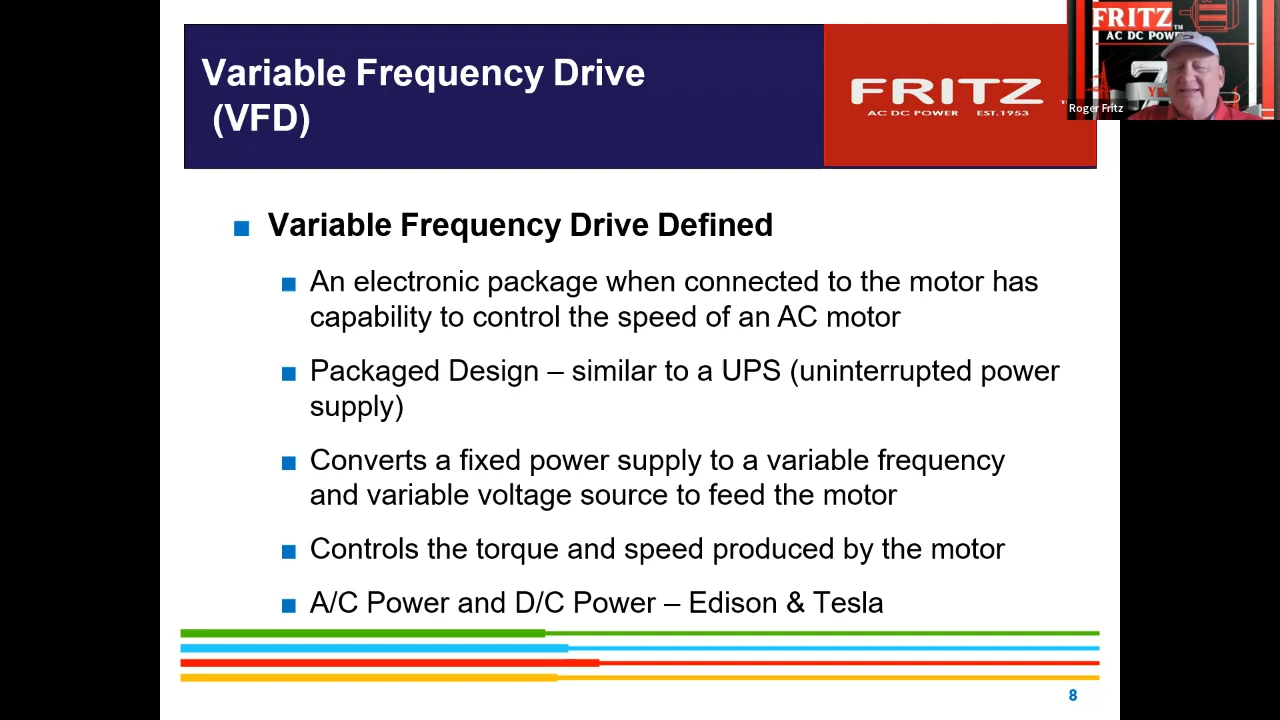 Variable Frequency Drive
(VFD)
FRITZ
AC DC POWER EST.1953
FRITZ
AC DC POWER
Roger Fritz
Variable Frequency Drive Defined
An electronic package when connected to the motor has
capability to control the speed of an AC motor
Packaged Design – similar to a UPS (uninterrupted power
supply)
Converts a fixed power supply to a variable frequency
and variable voltage source to feed the motor
Controls the torque and speed produced by the motor
A/C Power and D/C Power – Edison & Tesla
8